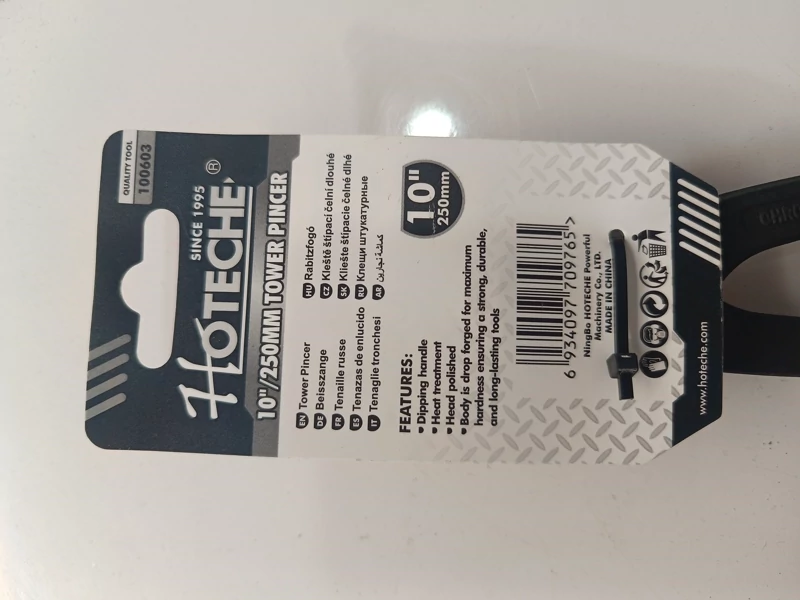 QUALITY TOOL
100603
SINCE 1995
HOTECHE®
10"/250MM TOWER PINCER
EN Tower Pincer
DE Beisszange
FR Tenaille russe
ES Tenazas de enlucido
IT Tenaglie tronchesi
HU Rabitzfogó
CZ Kleště štípací čelní dlouhé
SK Kliešte štípacie čelné dlhé
RU Клещи штукатурные
AR كماشة نجارين
10"
250mm
FEATURES:
Dipping handle
Heat treatment
Head polished
Body is drop forged for maximum
hardness ensuring a strong, durable,
and long-lasting tools
6 934097 709765 >
NingBo HOTECHE Powerful
Machinery Co., LTD.
MADE IN CHINA
www.hoteche.com